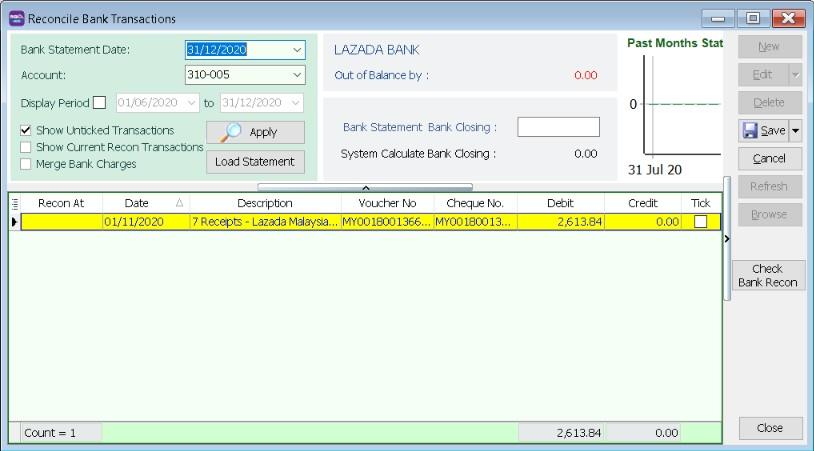 Reconcile Bank Transactions
Bank Statement Date: 31/12/2020
Account: 310-005
Display Period 01/06/2020 to 31/12/2020
Show Unticked Transactions
Show Current Recon Transactions
Merge Bank Charges
Apply
Load Statement
LAZADA BANK
Out of Balance by : 0.00
Bank Statement Bank Closing :
System Calculate Bank Closing : 0.00
Past Months Stat
0
31 Jul 20
New
Edit
Delete
Save
Cancel
Refresh
Browse
Check
Bank Recon
Close
Recon At Date Description Voucher No Cheque No. Debit Credit Tick
01/11/2020 7 Receipts - Lazada Malaysia... MY0018001366... MY00180013... 2,613.84 0.00
Count = 1 2,613.84 0.00